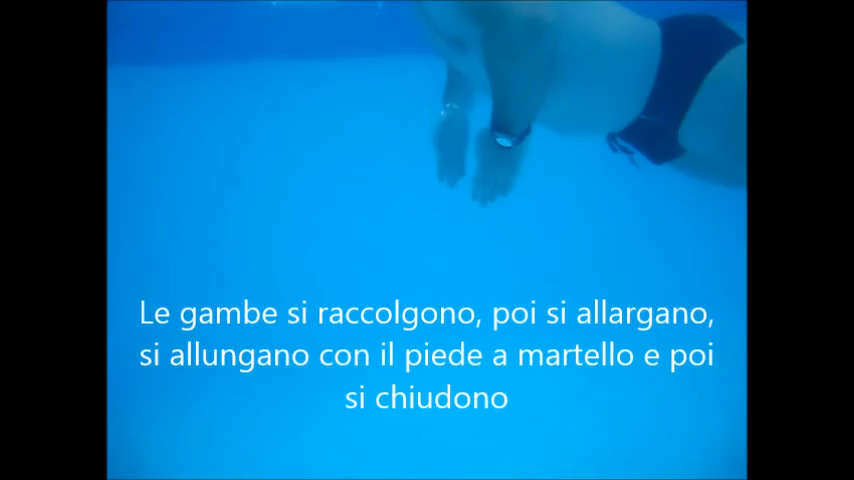 Le gambe si raccolgono, poi si allargano,
si allungano con il piede a martello e poi
si chiudono